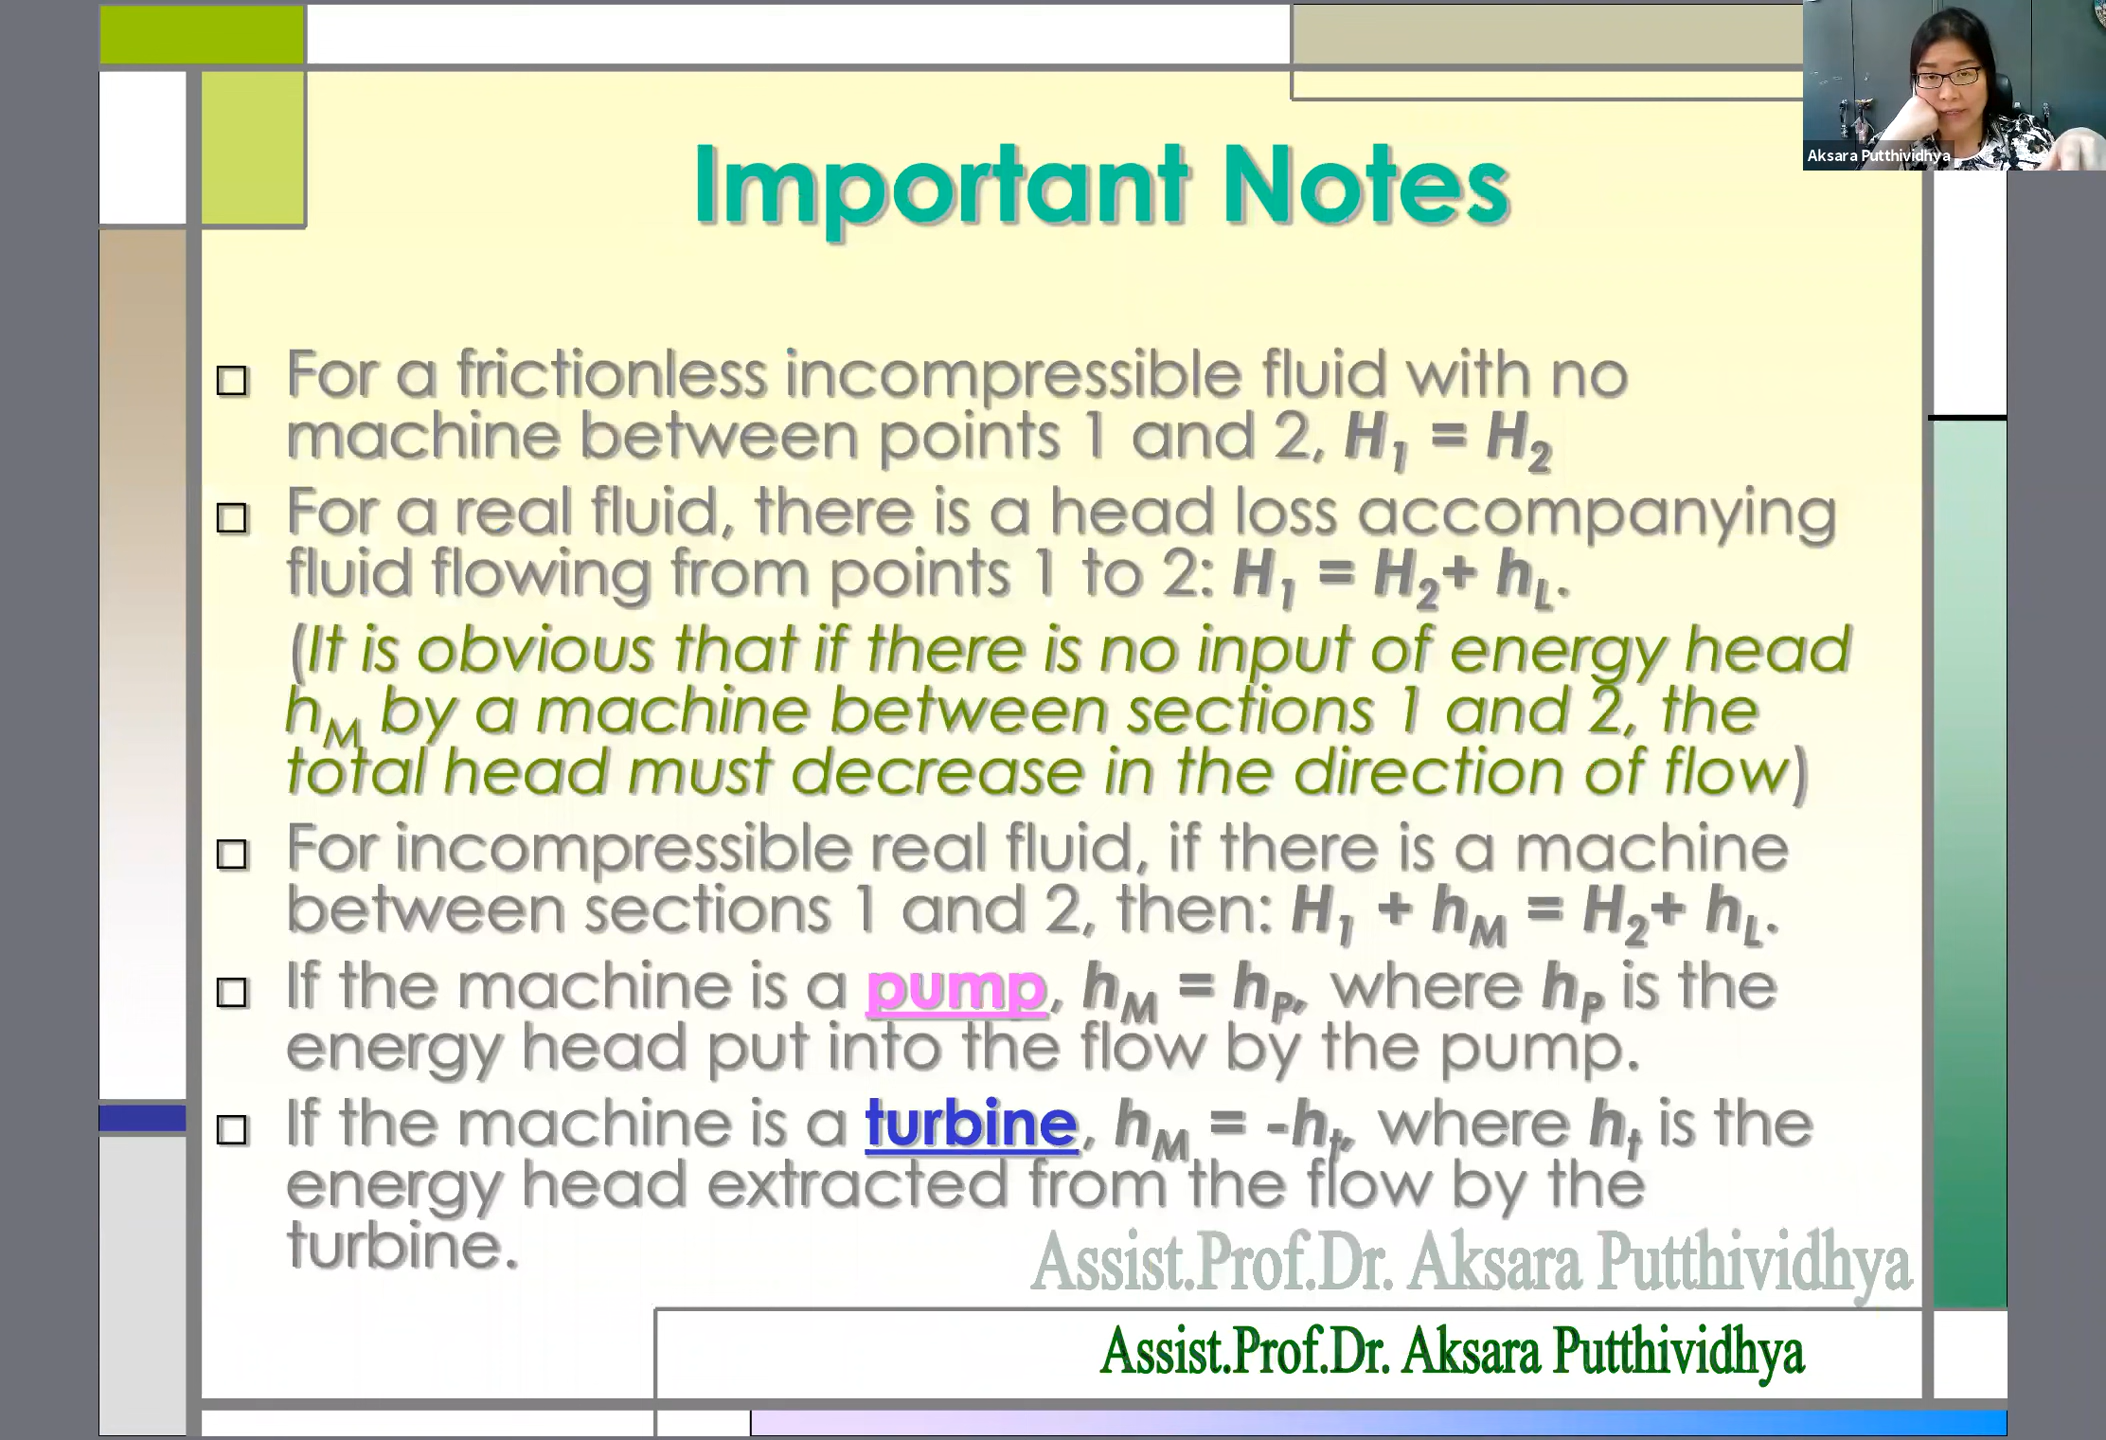 Aksara Putthividhya
Important Notes
For a frictionless incompressible fluid with no
machine between points 1 and 2, H₁ = H₂
For a real fluid, there is a head loss accompanying
fluid flowing from points 1 to 2: H₁ = H₂+ h_L.
(It is obvious that if there is no input of energy head
h_M by a machine between sections 1 and 2, the
total head must decrease in the direction of flow)
For incompressible real fluid, if there is a machine
between sections 1 and 2, then: H₁ + h_M = H₂+ h_L.
If the machine is a pump, h_M = h_P, where h_P is the
energy head put into the flow by the pump.
If the machine is a turbine, h_M = -h_t, where h_t is the
energy head extracted from the flow by the
turbine.
Assist.Prof.Dr. Aksara Putthividhya
Assist.Prof.Dr. Aksara Putthividhya